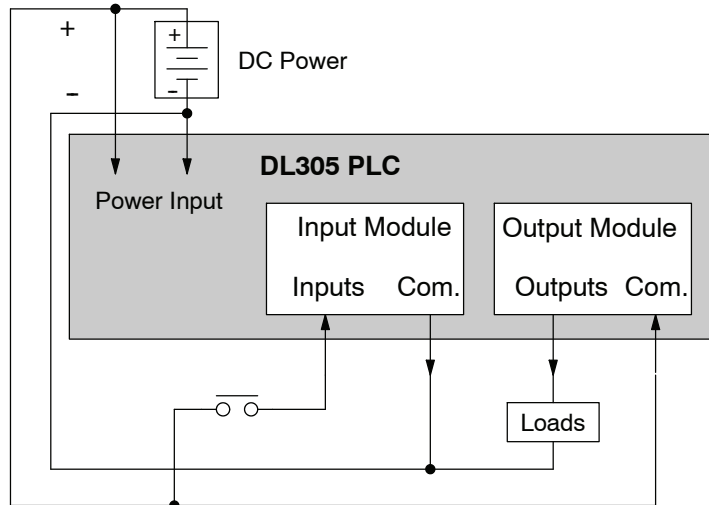 +
-
+
-
DC Power
DL305 PLC
Power Input
Input Module
Inputs Com.
Output Module
Outputs Com.
Loads